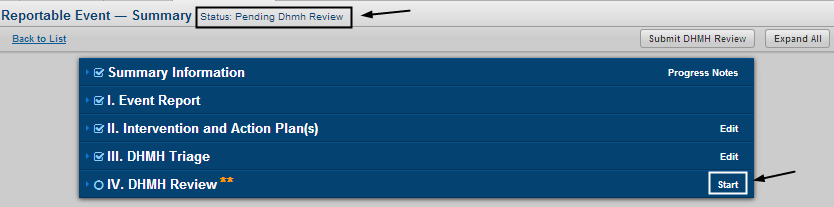 Reportable Event — Summary Status: Pending Dhmh Review
Back to List Submit DHMH Review Expand All
Summary Information Progress Notes
I. Event Report
II. Intervention and Action Plan(s) Edit
III. DHMH Triage Edit
IV. DHMH Review ** Start